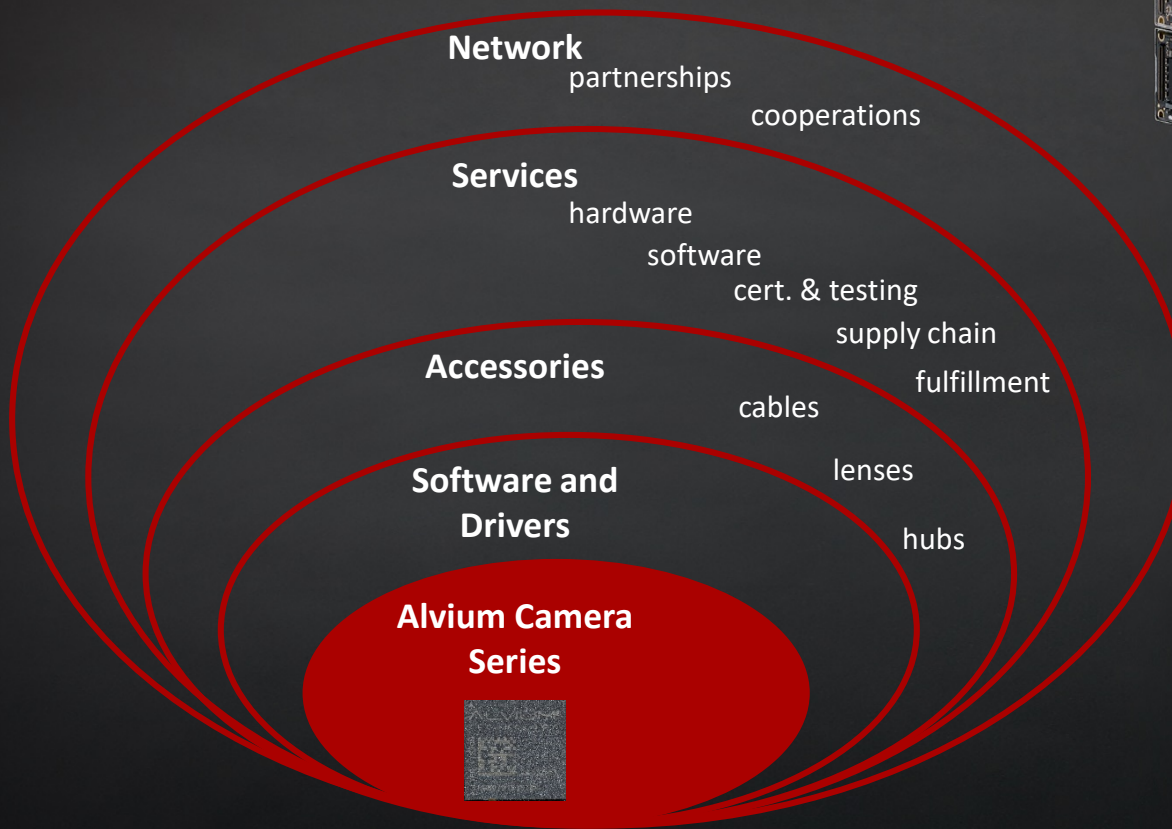 Network
partnerships
cooperations
Services
hardware
software
cert. & testing
supply chain
fulfillment
Accessories
cables
lenses
hubs
Software and
Drivers
Alvium Camera
Series
ALVIUM